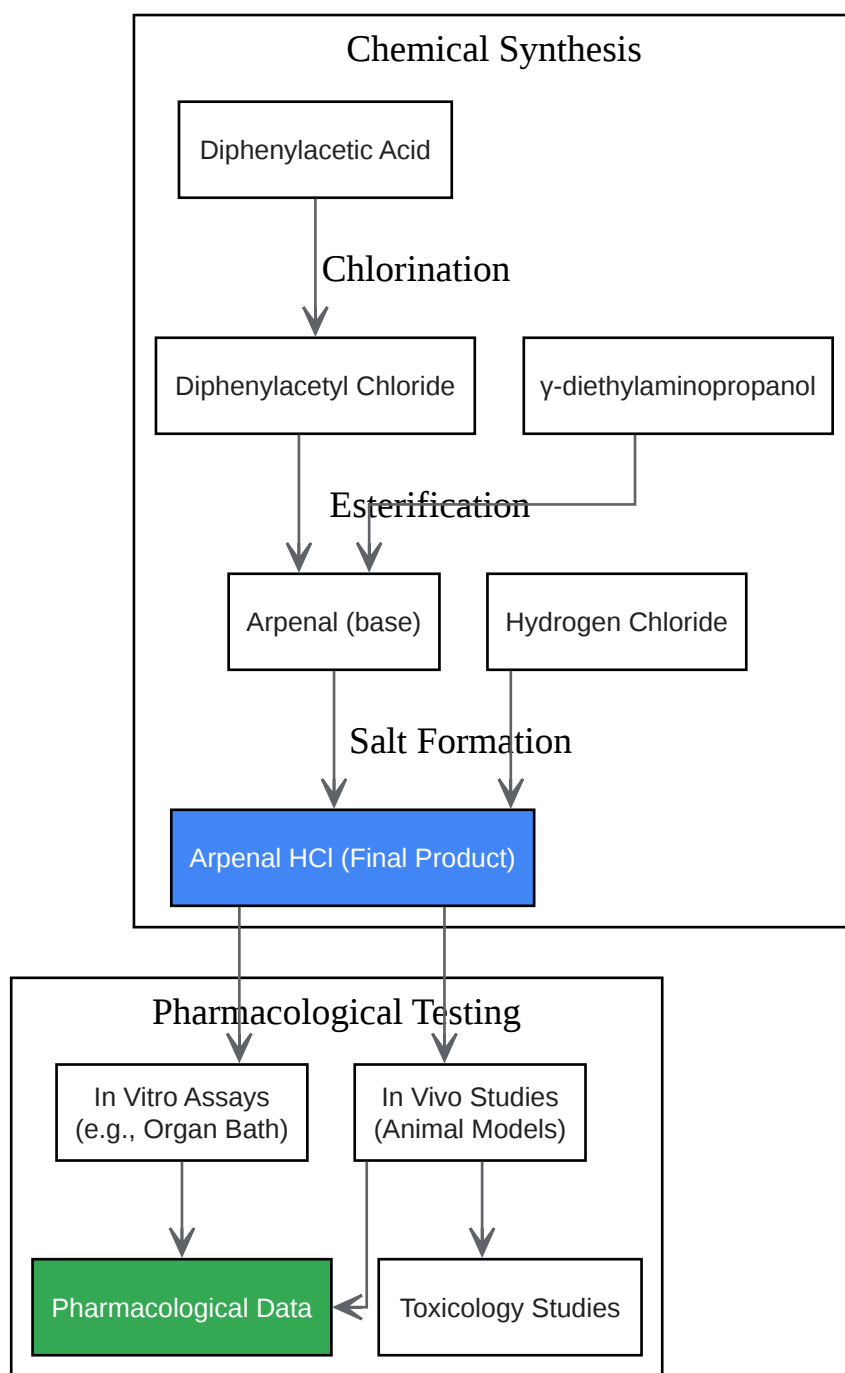 Chemical Synthesis
Diphenylacetic Acid
Chlorination
Diphenylacetyl Chloride
γ-diethylaminopropanol
Esterification
Arpenal (base)
Hydrogen Chloride
Salt Formation
Arpenal HCl (Final Product)
Pharmacological Testing
In Vitro Assays
(e.g., Organ Bath)
In Vivo Studies
(Animal Models)
Pharmacological Data
Toxicology Studies